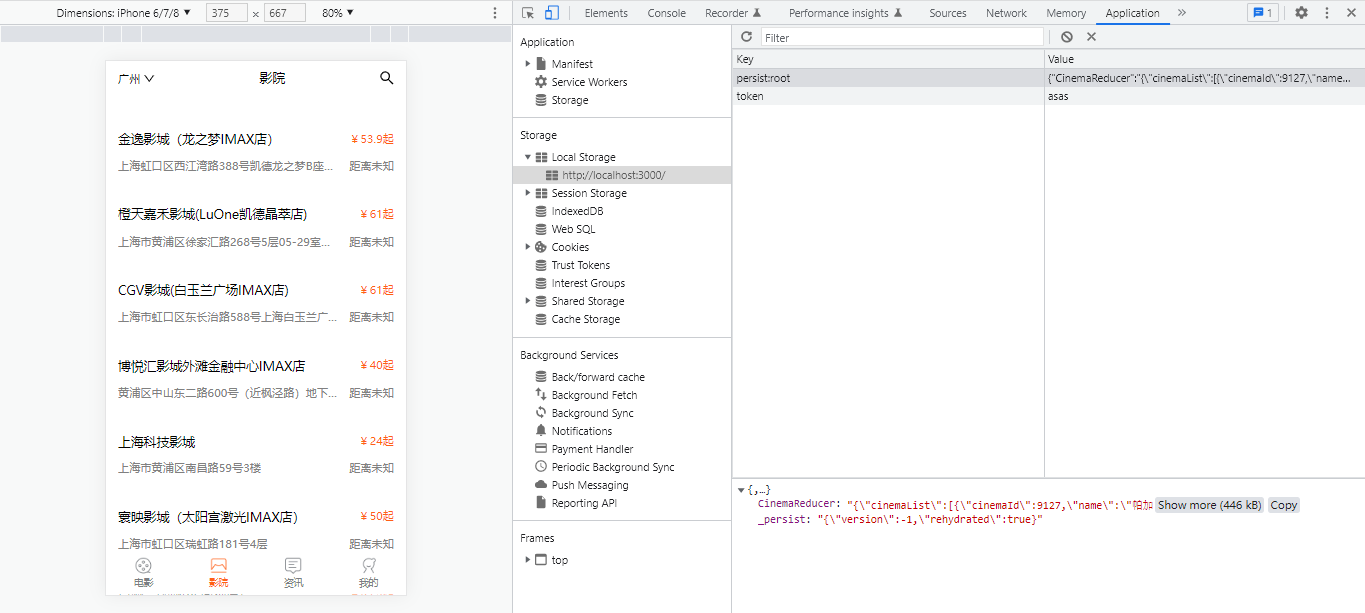 Dimensions: iPhone 6/7/8 ▼ 375 × 667 80% ▼
广州
影院
金逸影城（龙之梦IMAX店） ¥ 53.9起
上海虹口区西江湾路388号凯德龙之梦B座... 距离未知
橙天嘉禾影城(LuOne凯德晶萃店) ¥ 61起
上海市黄浦区徐家汇路268号5层05-29室... 距离未知
CGV影城(白玉兰广场IMAX店) ¥ 61起
上海市虹口区东长治路588号上海白玉兰广... 距离未知
博悦汇影城外滩金融中心IMAX店 ¥ 40起
黄浦区中山东二路600号（近枫泾路）地下... 距离未知
上海科技影城 ¥ 24起
上海市黄浦区南昌路59号3楼 距离未知
寰映影城（太阳宫激光IMAX店） ¥ 50起
上海市虹口区瑞虹路181号4层 距离未知
电影 影院 资讯 我的
Elements Console Recorder Performance insights Sources Network Memory Application » 1
Application
Manifest
Service Workers
Storage
Storage
Local Storage
http://localhost:3000/
Session Storage
IndexedDB
Web SQL
Cookies
Trust Tokens
Interest Groups
Shared Storage
Cache Storage
Background Services
Back/forward cache
Background Fetch
Background Sync
Notifications
Payment Handler
Periodic Background Sync
Push Messaging
Reporting API
Frames
top
Filter
Key Value
persist:root {"CinemaReducer":"{\"cinemaList\":[{\"cinemaId\":9127,\"name...
token asas
{,…}
CinemaReducer: "{\"cinemaList\":[{\"cinemaId\":9127,\"name\":\"帕加 Show more (446 kB) Copy
_persist: "{\"version\":-1,\"rehydrated\":true}"